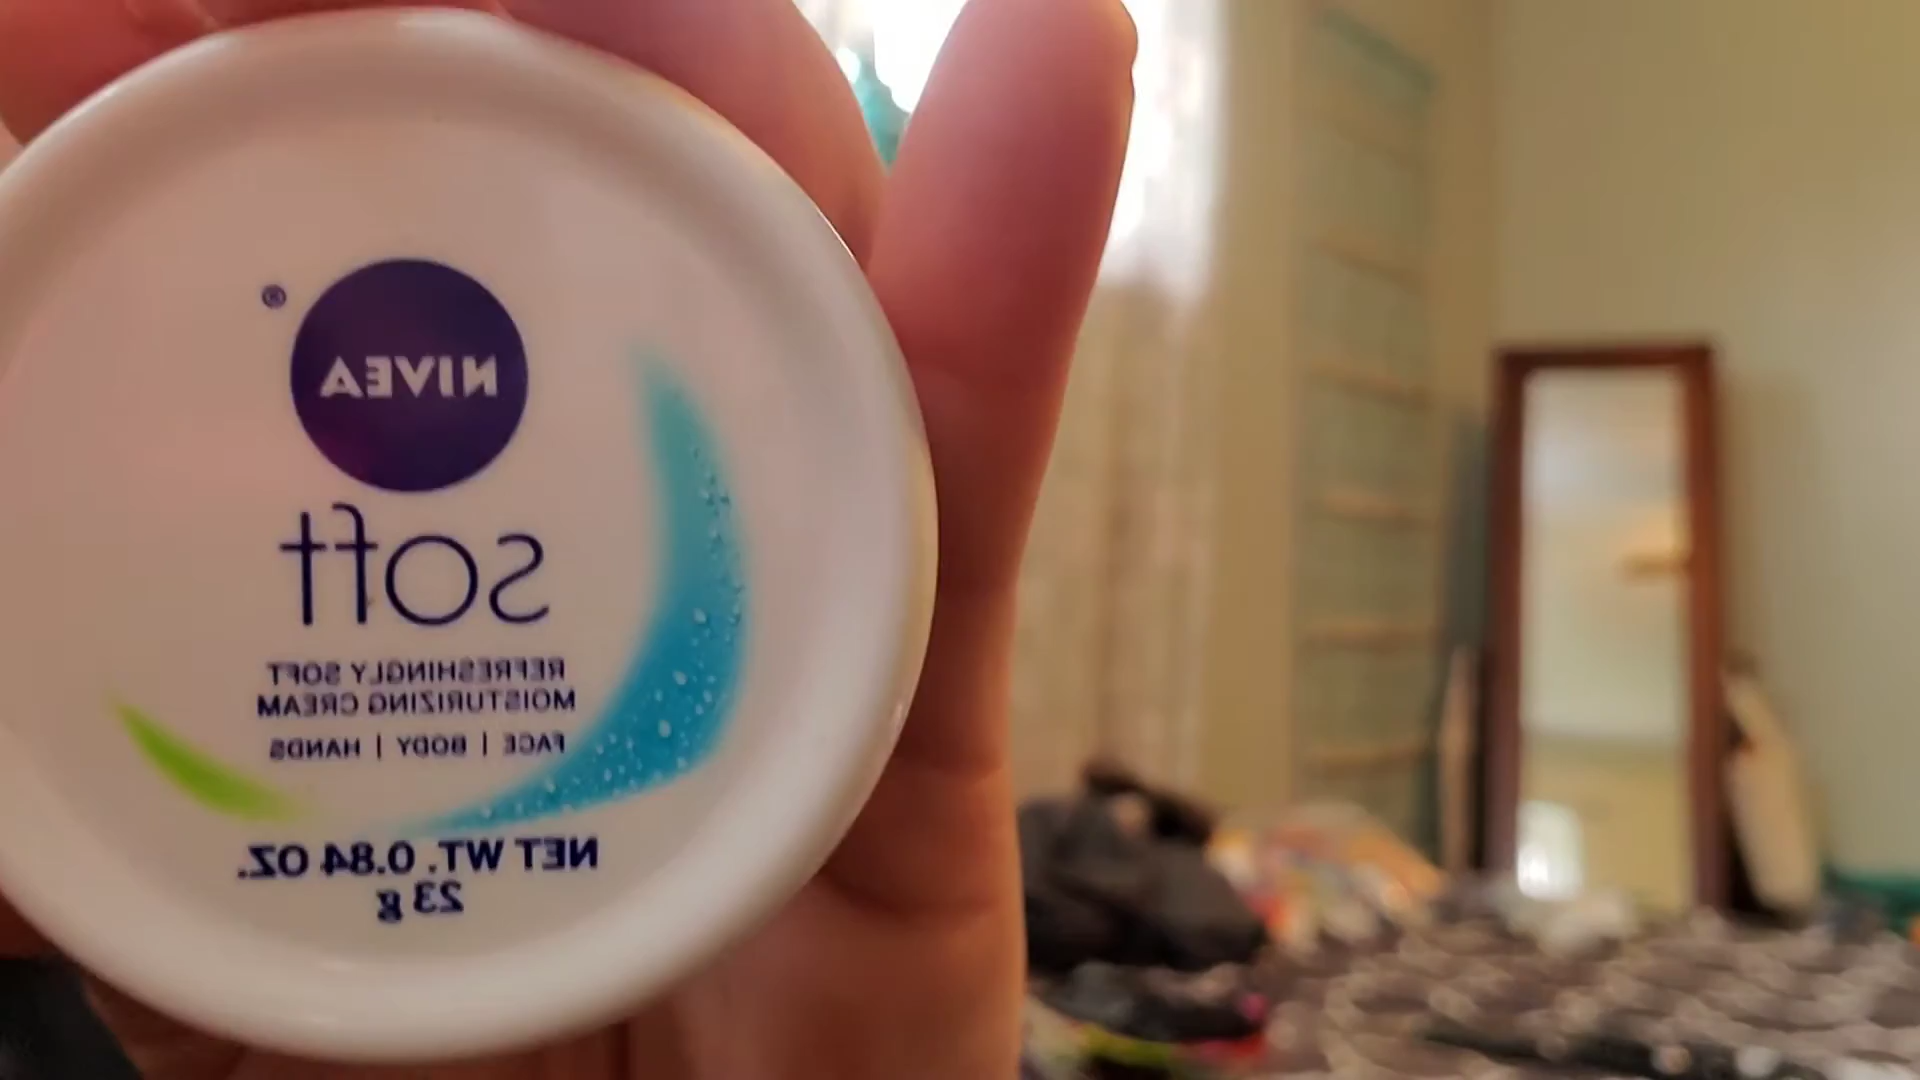 NIVEA ®
soft
REFRESHINGLY SOFT
MOISTURIZING CREAM
FACE | BODY | HANDS
NET WT. 0.84 OZ.
23 g